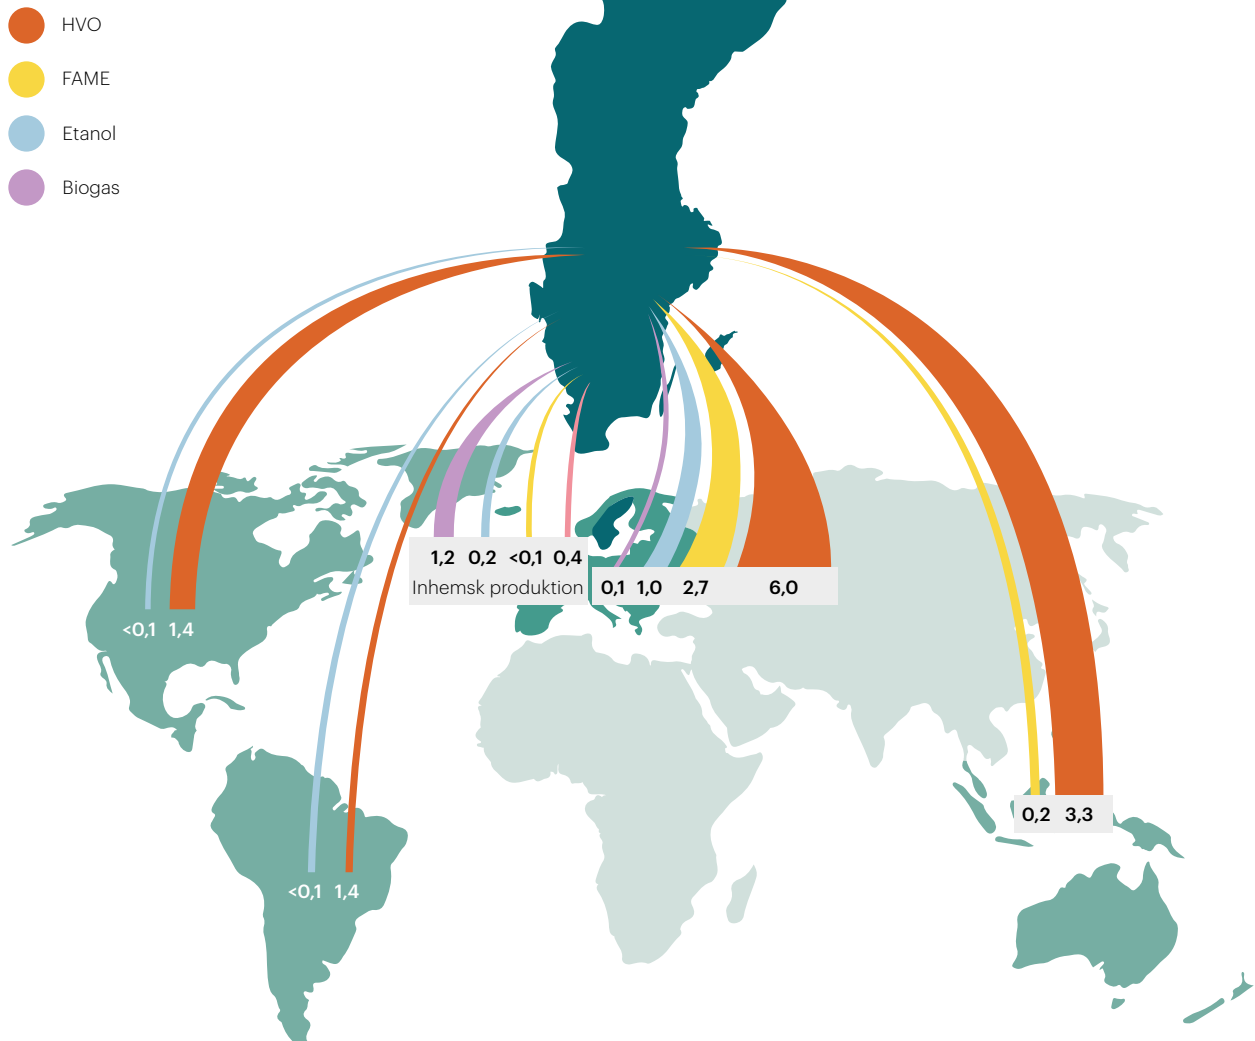 HVO
FAME
Etanol
Biogas
1,2 0,2 <0,1 0,4
Inhemsk produktion
0,1 1,0 2,7 6,0
<0,1 1,4
0,2 3,3
<0,1 1,4